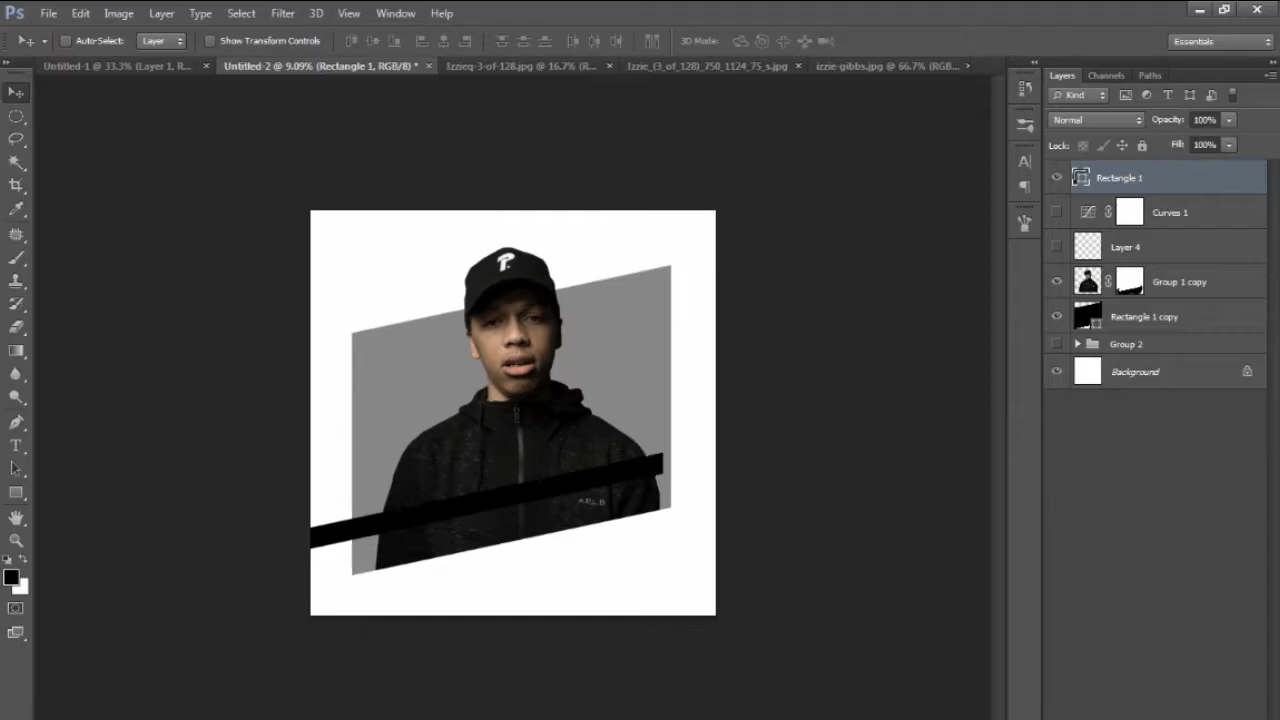 Ps File Edit Image Layer Type Select Filter 3D View Window Help
Auto-Select: Layer Show Transform Controls 3D Mode: Essentials
Untitled-1 @ 33.3% (Layer 1, R... × Untitled-2 @ 9.09% (Rectangle 1, RGB/8) * × Izzieq-3-of-128.jpg @ 16.7% (R... × Izzie_(3_of_128)_750_1124_75_s.jpg × izzie-gibbs.jpg @ 66.7% (RGB...
Layers Channels Paths
Kind
Normal Opacity: 100%
Lock: Fill: 100%
Rectangle 1
Curves 1
Layer 4
Group 1 copy
Rectangle 1 copy
Group 2
Background
P